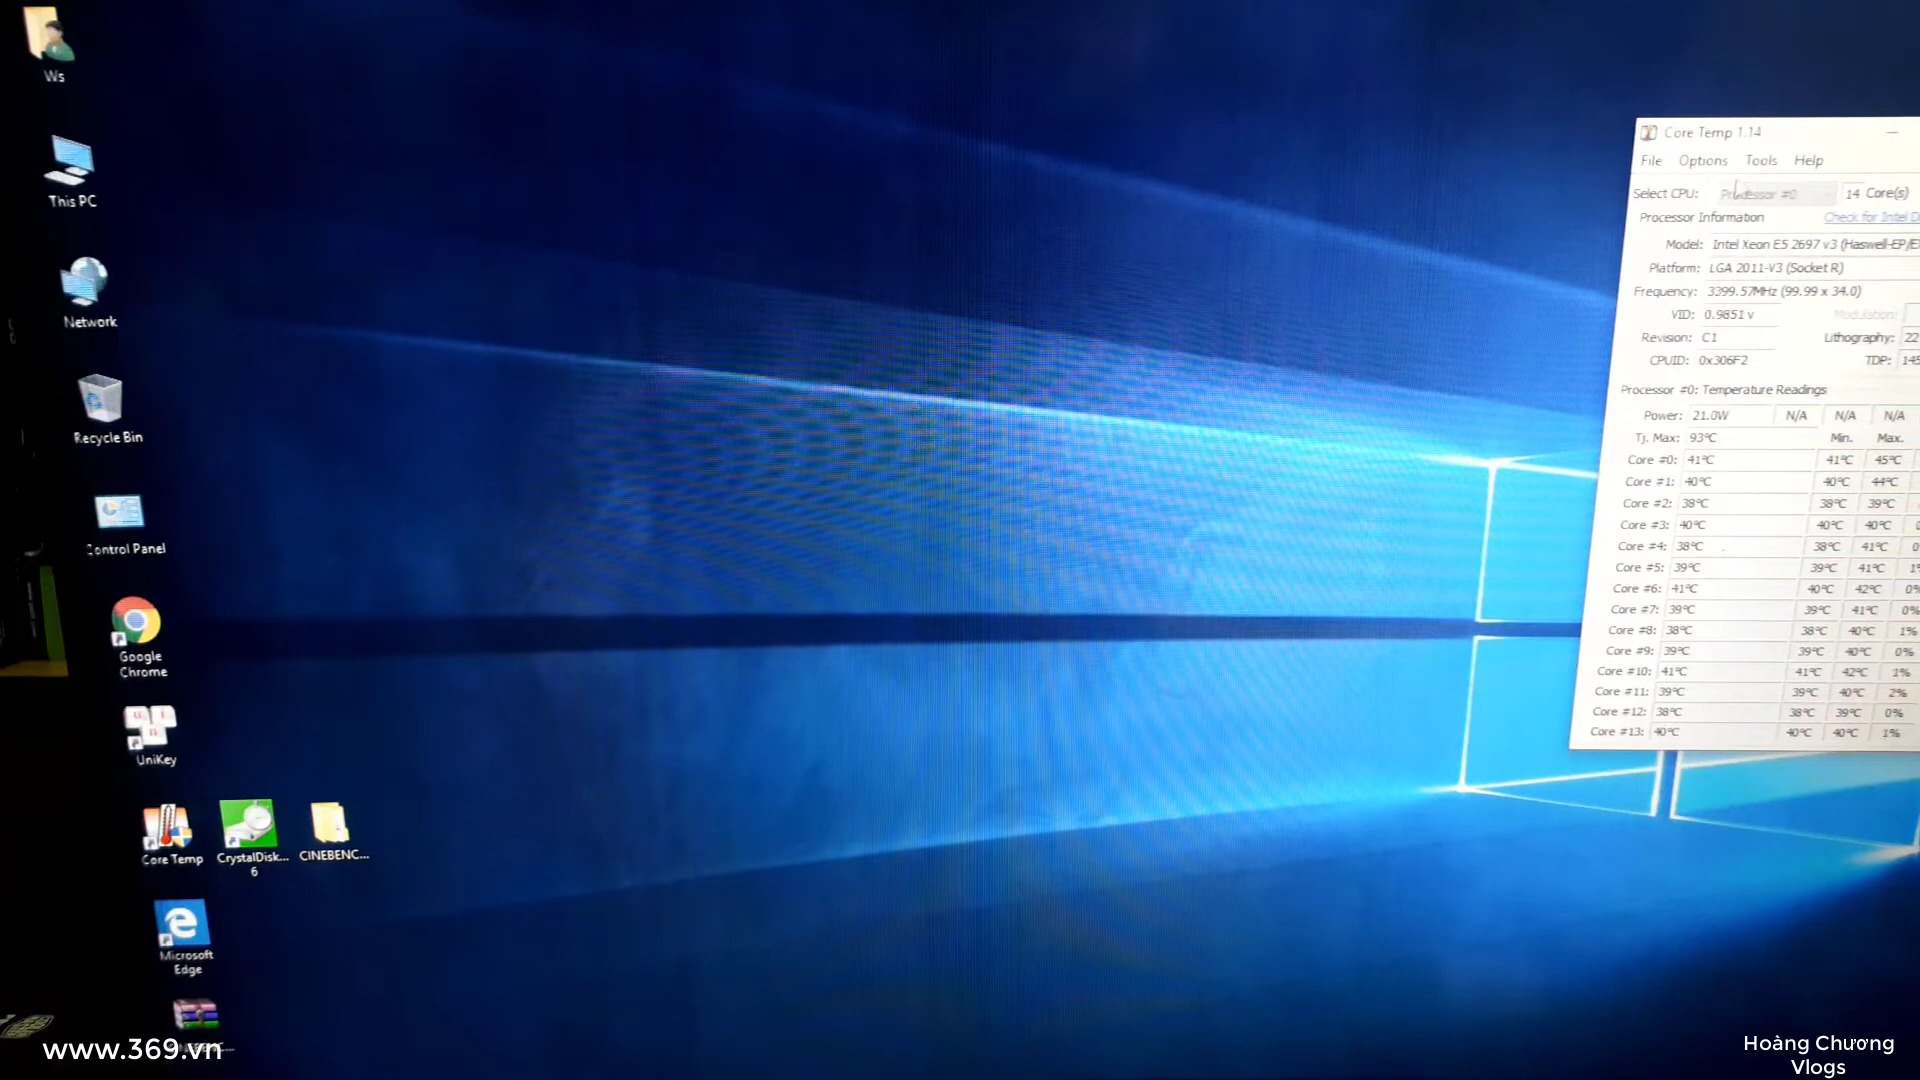 Ws
This PC
Network
Recycle Bin
Control Panel
Google
Chrome
UniKey
Core Temp
CrystalDisk...
6
CINEBENC...
Microsoft
Edge
www.369.vn
Core Temp 1.14
File Options Tools Help
Select CPU: Processor #0 14 Core(s)
Processor Information Check for Intel D
Model: Intel Xeon E5 2697 v3 (Haswell-EP/E
Platform: LGA 2011-V3 (Socket R)
Frequency: 3399.57MHz (99.99 x 34.0)
VID: 0.9851 v Modulation:
Revision: C1 Lithography: 22
CPUID: 0x306F2 TDP: 145
Processor #0: Temperature Readings
Power: 21.0W N/A N/A N/A
Tj. Max: 93°C Min. Max.
Core #0: 41°C 41°C 45°C
Core #1: 40°C 40°C 44°C
Core #2: 38°C 38°C 39°C
Core #3: 40°C 40°C 40°C
Core #4: 38°C 38°C 41°C 0
Core #5: 39°C 39°C 41°C 1
Core #6: 41°C 40°C 42°C 0%
Core #7: 39°C 39°C 41°C 0%
Core #8: 38°C 38°C 40°C 1%
Core #9: 39°C 39°C 40°C 0%
Core #10: 41°C 41°C 42°C 1%
Core #11: 39°C 39°C 40°C 2%
Core #12: 38°C 38°C 39°C 0%
Core #13: 40°C 40°C 40°C 1%
Hoàng Chương
Vlogs